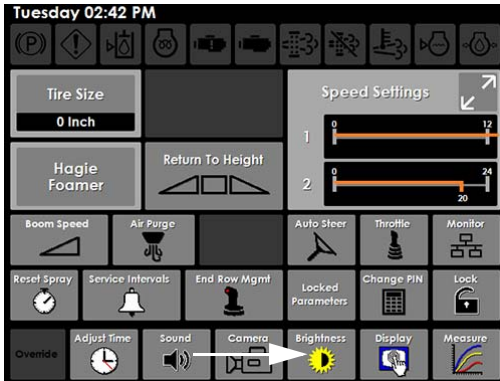 Tuesday 02:42 PM
(P)
Tire Size
0 Inch
Speed Settings
1
0
12
Hagie
Foamer
Return To Height
2
0
24
20
Boom Speed
Air Purge
Auto Steer
Throttle
Monitor
Reset Spray
Service Intervals
End Row Mgmt
Locked
Parameters
Change PIN
Lock
Override
Adjust Time
Sound
Camera
Brightness
Display
Measure